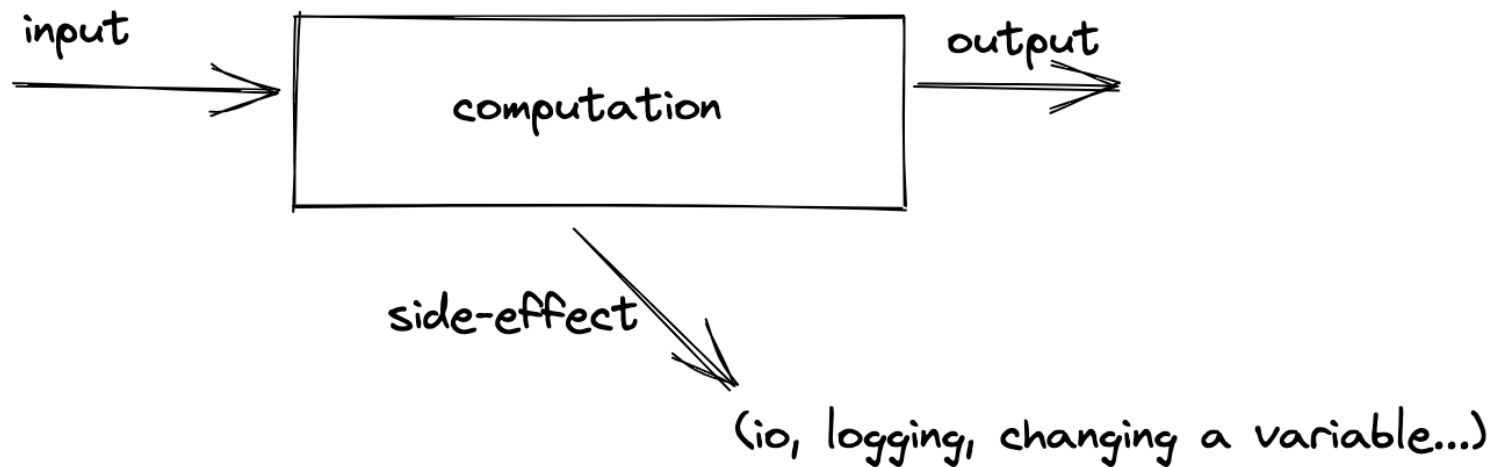 input
output
computation
side-effect
(io, logging, changing a variable...)